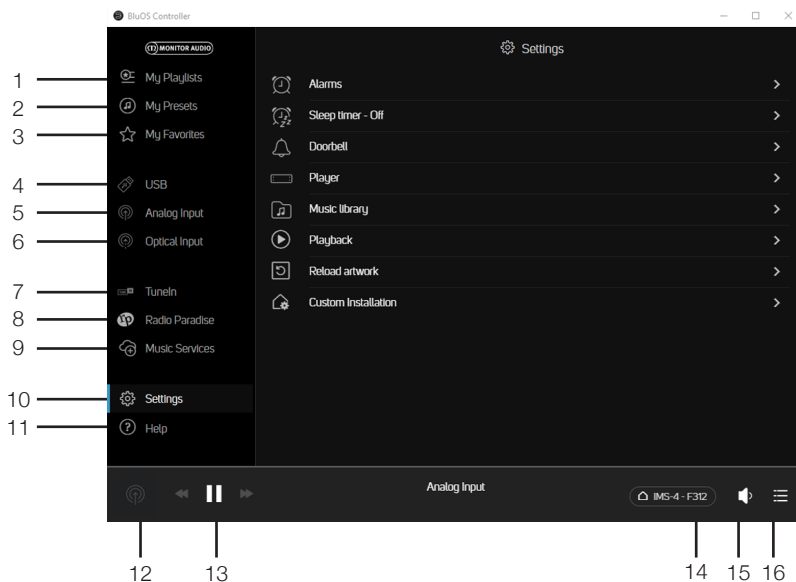 BluOS Controller
MONITOR AUDIO
Settings
1 My Playlists
2 My Presets
3 My Favorites
4 USB
5 Analog Input
6 Optical Input
7 TuneIn
8 Radio Paradise
9 Music Services
10 Settings
11 Help
Alarms
Sleep timer - Off
Doorbell
Player
Music library
Playback
Reload artwork
Custom Installation
Analog Input
IMS-4 - F312
12 13 14 15 16